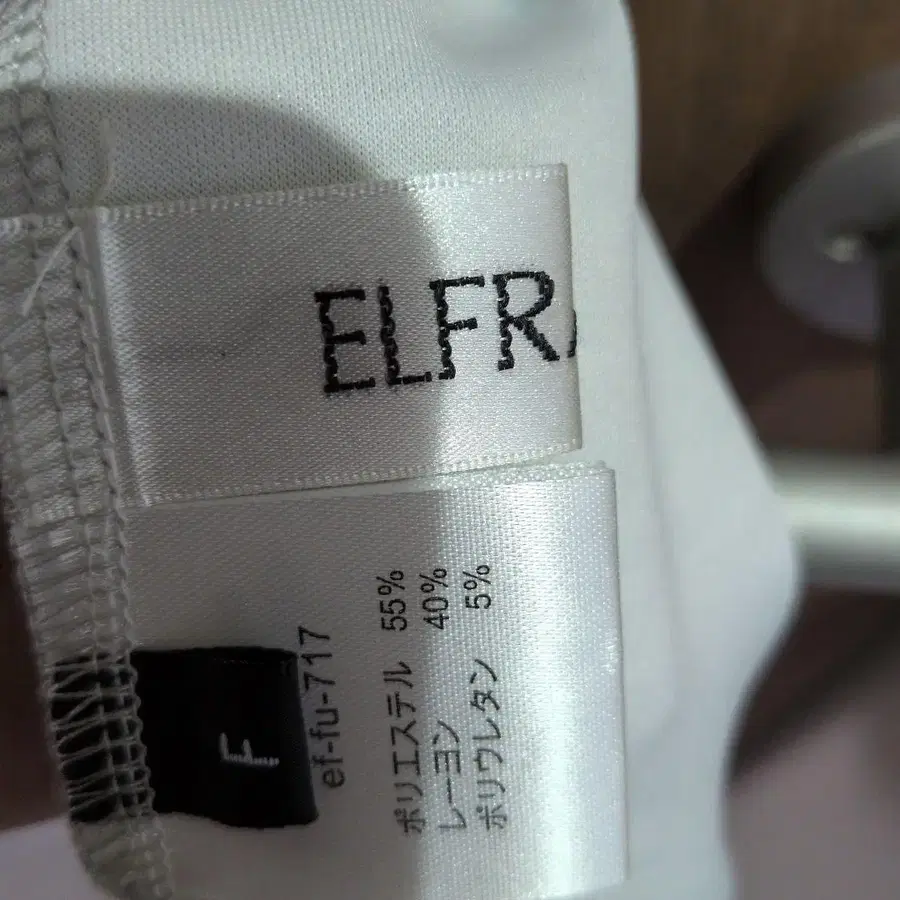 ELFR
F
ef-fu-717
ポリエステル 55%
レーヨン 40%
ポリウレタン 5%